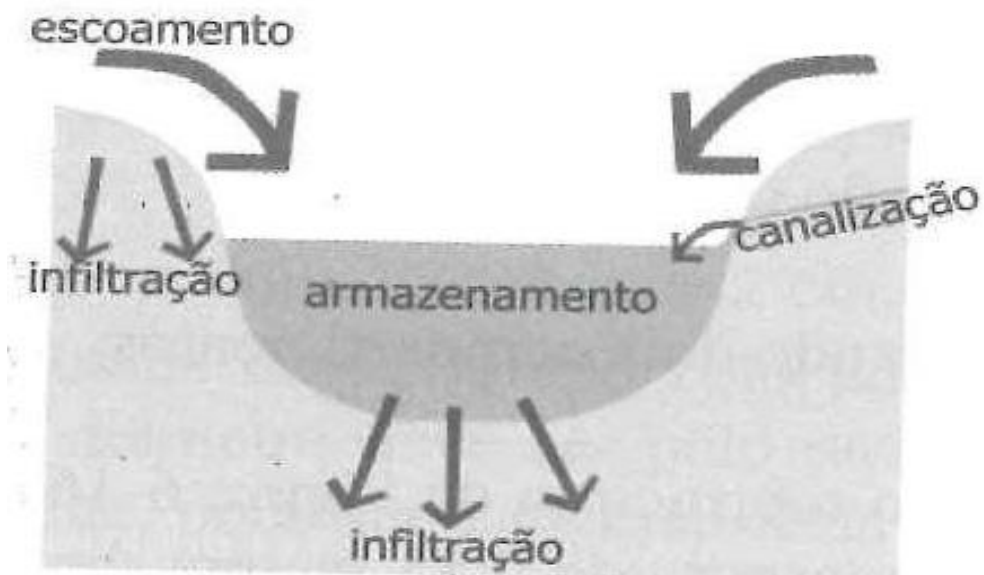 escoamento
canalização
infiltração
armazenamento
infiltração